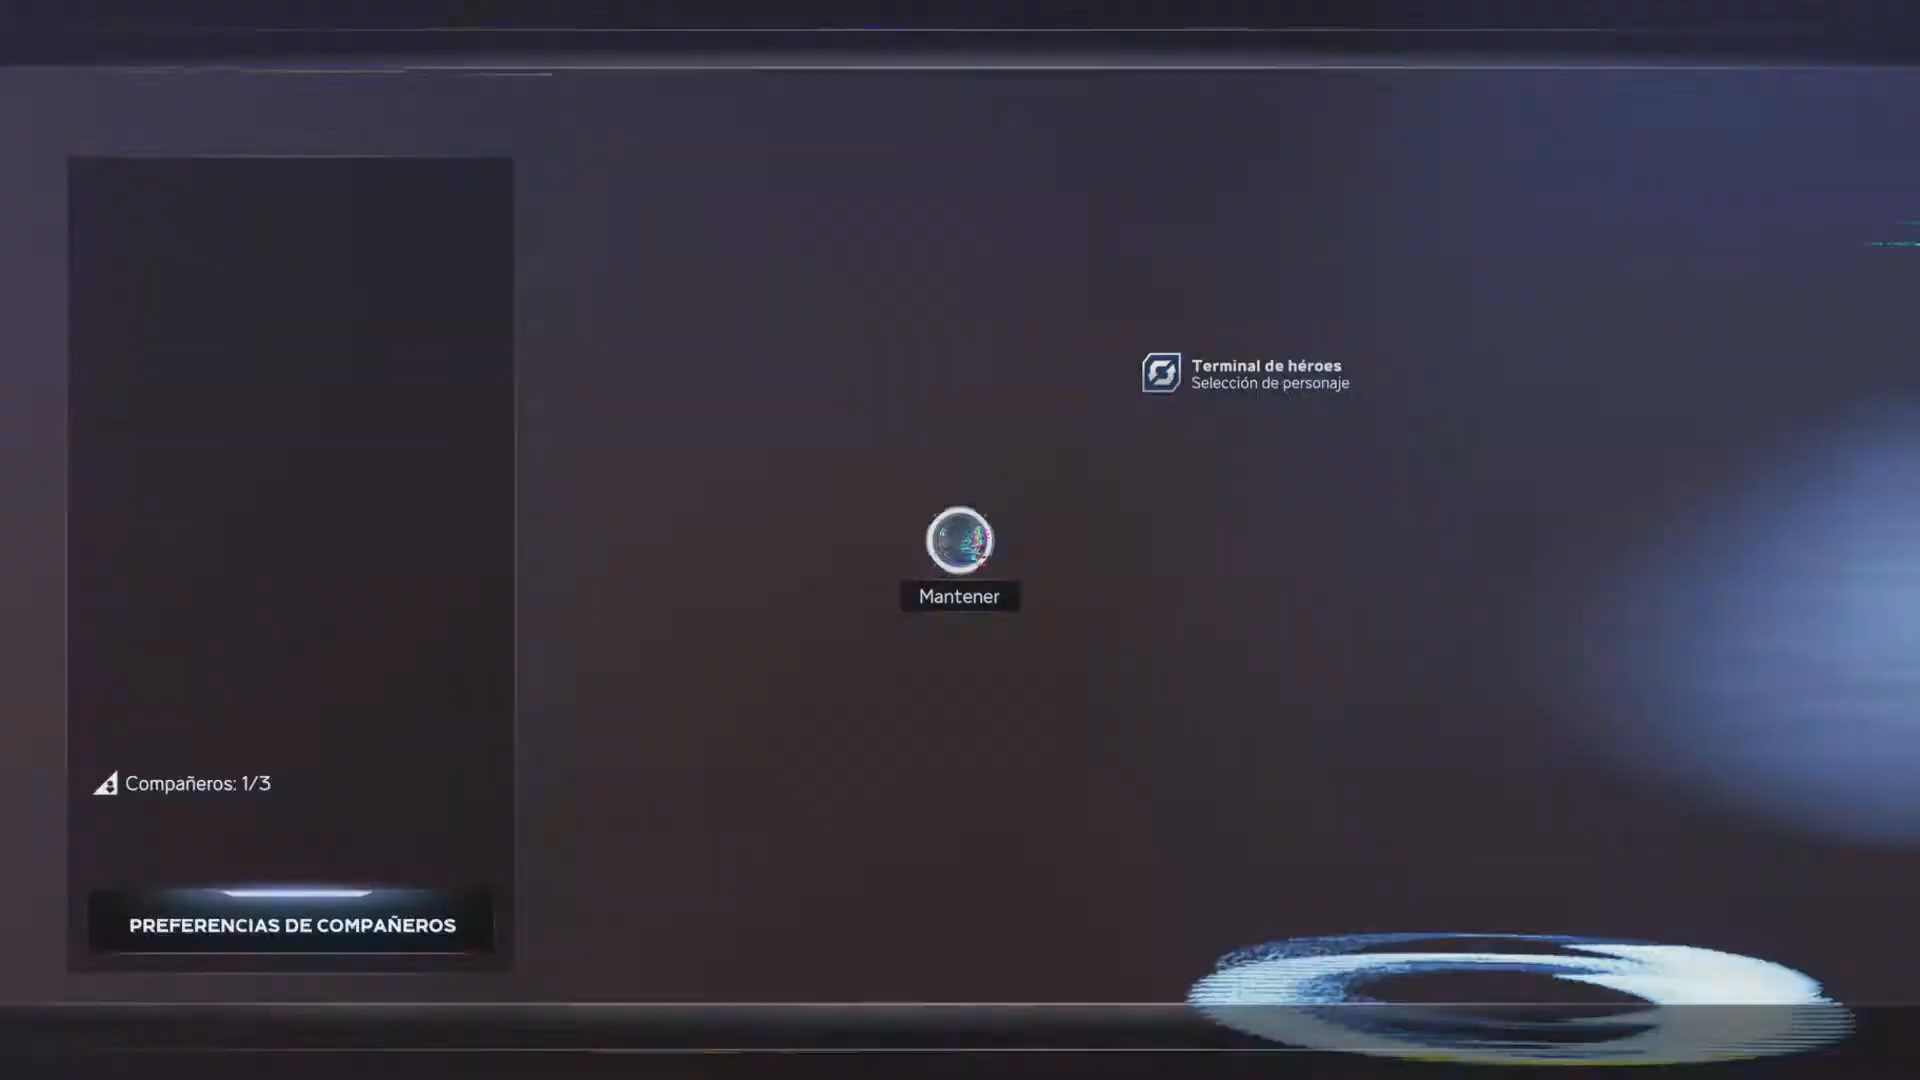 Terminal de héroes
Selección de personaje
Mantener
Compañeros: 1/3
PREFERENCIAS DE COMPAÑEROS